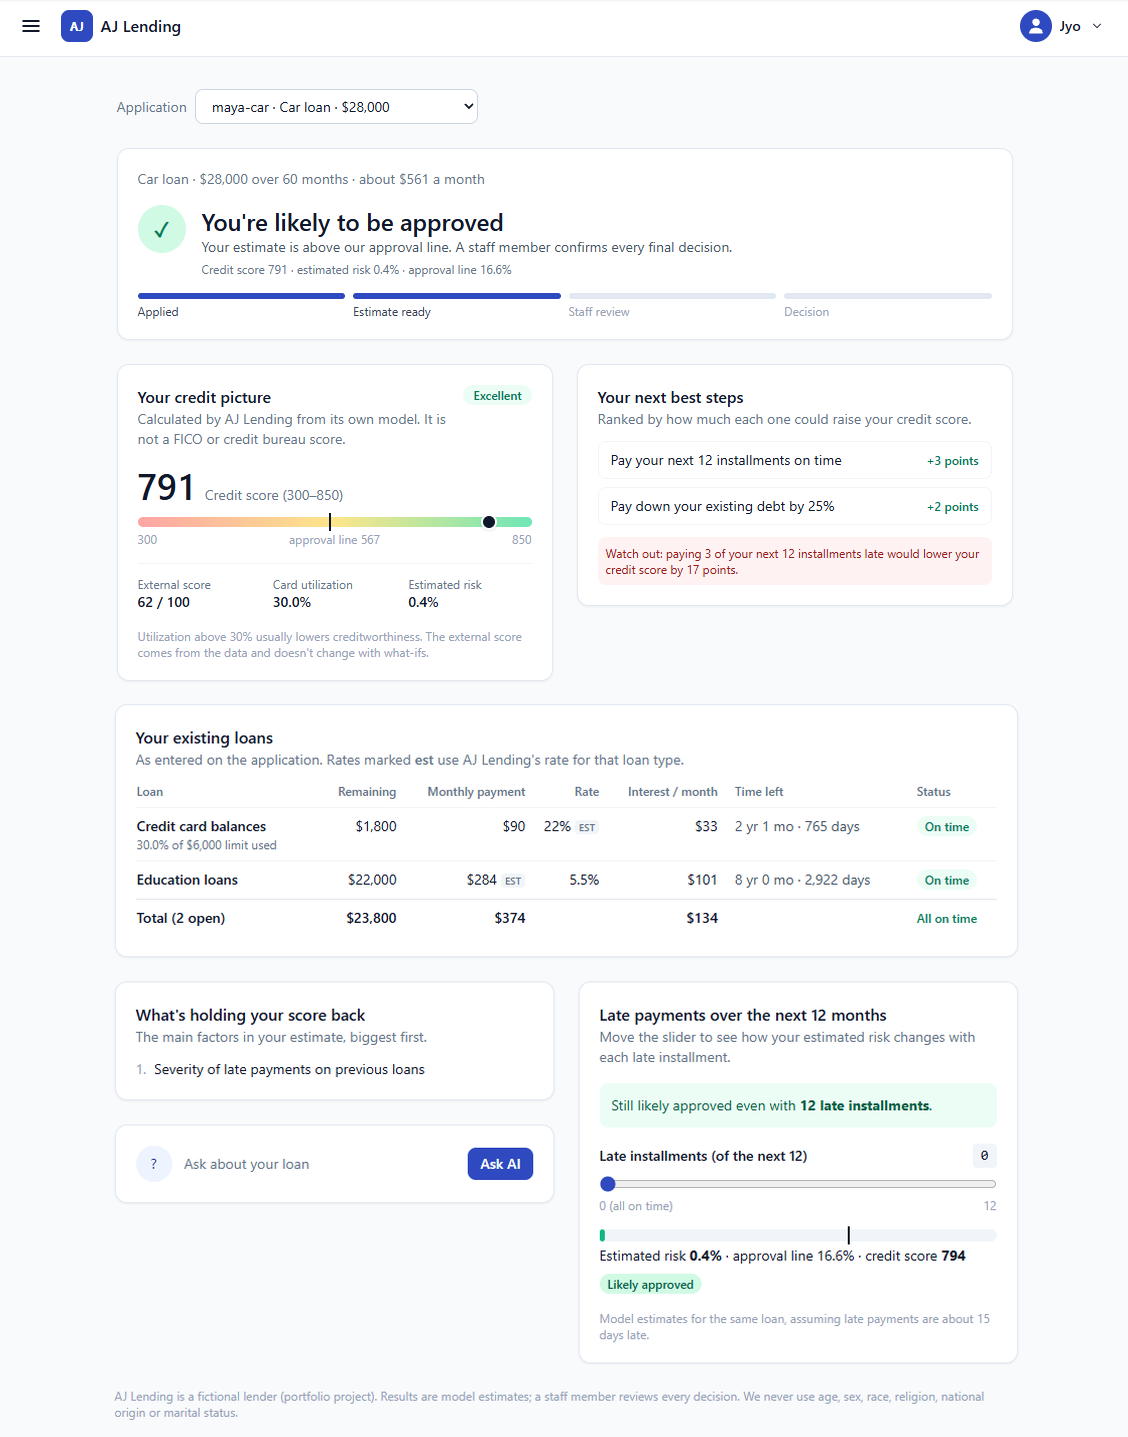 AJ AJ Lending
Jyo
Application maya-car · Car loan · $28,000
Car loan · $28,000 over 60 months · about $561 a month
✓ You're likely to be approved
Your estimate is above our approval line. A staff member confirms every final decision.
Credit score 791 · estimated risk 0.4% · approval line 16.6%
Applied Estimate ready Staff review Decision
Your credit picture Excellent
Calculated by AJ Lending from its own model. It is
not a FICO or credit bureau score.
791 Credit score (300–850)
300 approval line 567 850
External score Card utilization Estimated risk
62 / 100 30.0% 0.4%
Utilization above 30% usually lowers creditworthiness. The external score
comes from the data and doesn't change with what-ifs.
Your next best steps
Ranked by how much each one could raise your credit score.
Pay your next 12 installments on time +3 points
Pay down your existing debt by 25% +2 points
Watch out: paying 3 of your next 12 installments late would lower your
credit score by 17 points.
Your existing loans
As entered on the application. Rates marked est use AJ Lending's rate for that loan type.
Loan Remaining Monthly payment Rate Interest / month Time left Status
Credit card balances $1,800 $90 22% EST $33 2 yr 1 mo · 765 days On time
30.0% of $6,000 limit used
Education loans $22,000 $284 EST 5.5% $101 8 yr 0 mo · 2,922 days On time
Total (2 open) $23,800 $374 $134 All on time
What's holding your score back
The main factors in your estimate, biggest first.
1. Severity of late payments on previous loans
? Ask about your loan Ask AI
Late payments over the next 12 months
Move the slider to see how your estimated risk changes with
each late installment.
Still likely approved even with 12 late installments.
Late installments (of the next 12) 0
0 (all on time) 12
Estimated risk 0.4% · approval line 16.6% · credit score 794
Likely approved
Model estimates for the same loan, assuming late payments are about 15
days late.
AJ Lending is a fictional lender (portfolio project). Results are model estimates; a staff member reviews every decision. We never use age, sex, race, religion, national
origin or marital status.